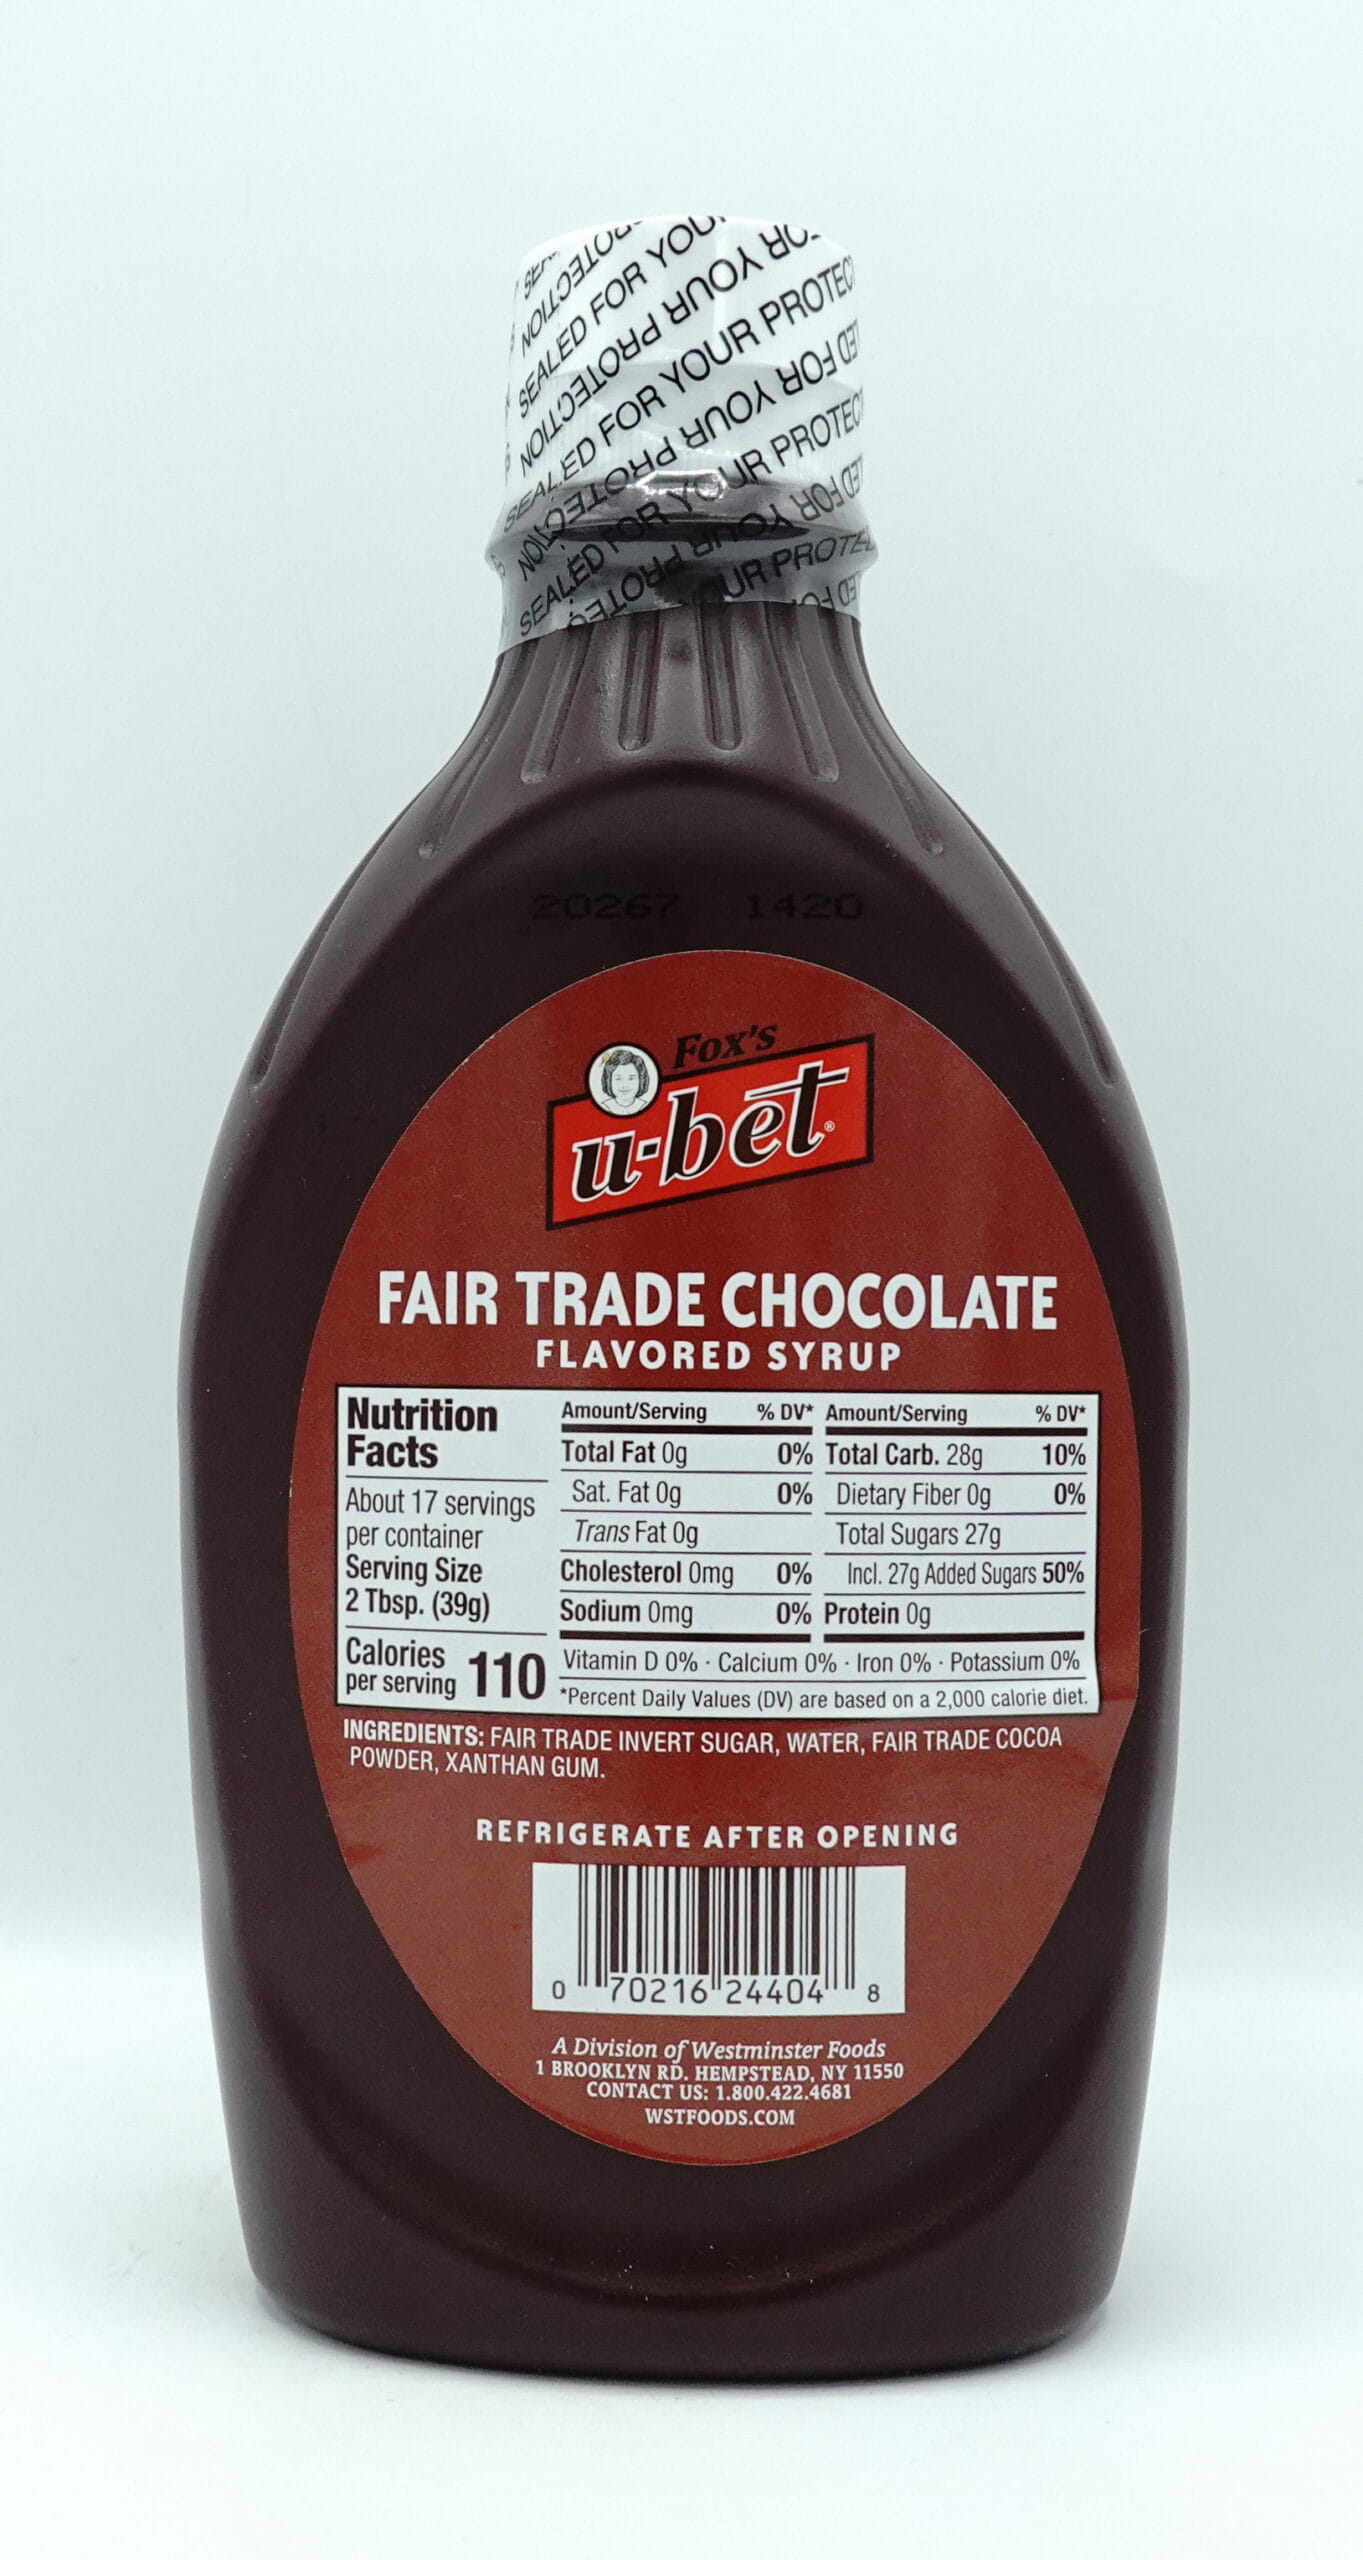 SEALED FOR YOUR
PROTECTION
SEALED FOR YOUR PROTECT
PROTECTION
SEALED FOR YOUR PROTECT
20267 1420
Fox's
u-bet®
FAIR TRADE CHOCOLATE
FLAVORED SYRUP
Nutrition
Facts
About 17 servings
per container
Serving Size
2 Tbsp. (39g)
Calories
per serving 110
Amount/Serving % DV*
Total Fat 0g 0%
Sat. Fat 0g 0%
Trans Fat 0g
Cholesterol 0mg 0%
Sodium 0mg 0%
Amount/Serving % DV*
Total Carb. 28g 10%
Dietary Fiber 0g 0%
Total Sugars 27g
Incl. 27g Added Sugars 50%
Protein 0g
Vitamin D 0% · Calcium 0% · Iron 0% · Potassium 0%
*Percent Daily Values (DV) are based on a 2,000 calorie diet.
INGREDIENTS: FAIR TRADE INVERT SUGAR, WATER, FAIR TRADE COCOA
POWDER, XANTHAN GUM.
REFRIGERATE AFTER OPENING
0 70216 24404 8
A Division of Westminster Foods
1 BROOKLYN RD. HEMPSTEAD, NY 11550
CONTACT US: 1.800.422.4681
WSTFOODS.COM